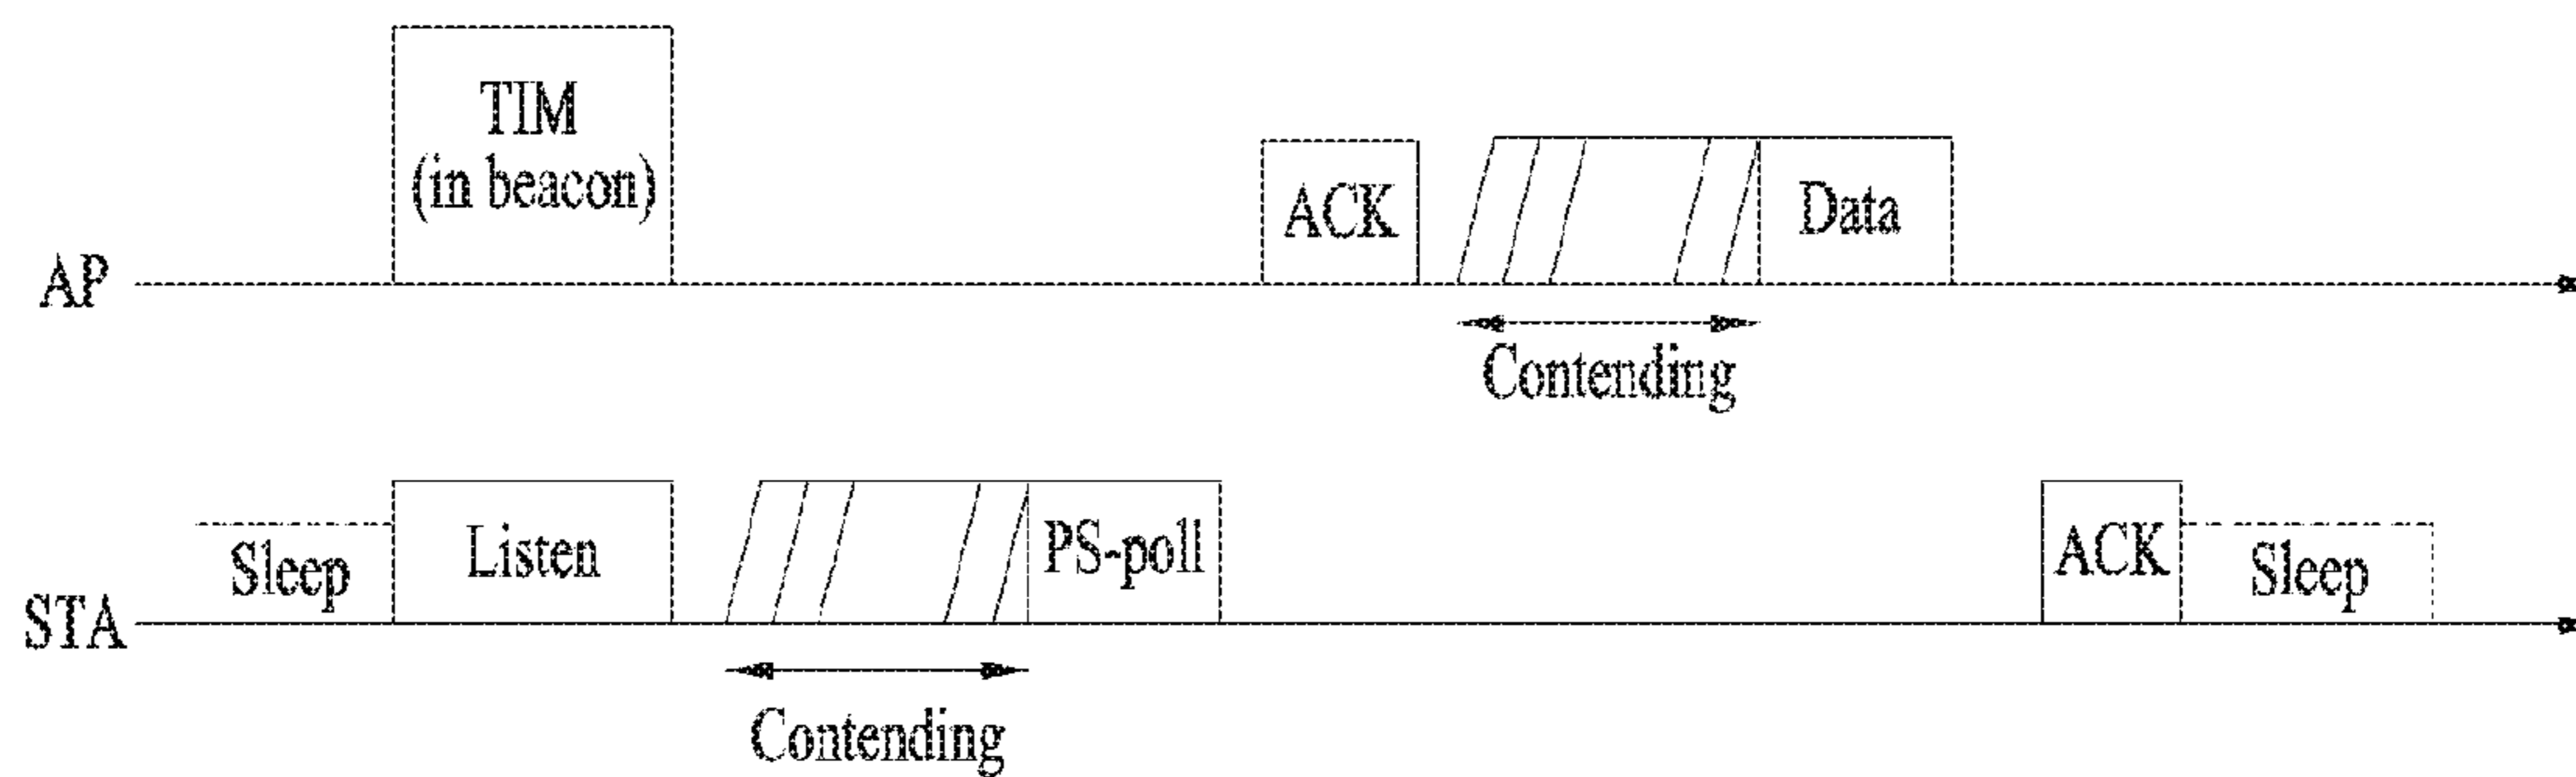 TIM
(in beacon)
ACK
Data
AP
Contending
Sleep
Listen
PS-poll
ACK
Sleep
STA
Contending